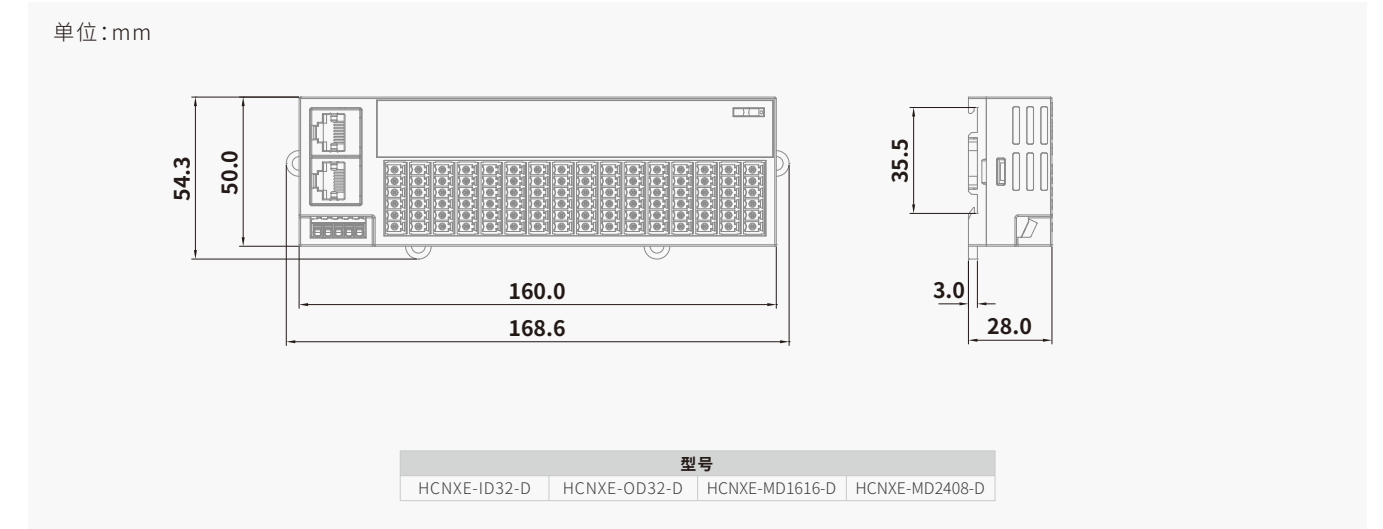 单位：mm
54.3
50.0
160.0
168.6
35.5
3.0
28.0
型号
HCNXE-ID32-D HCNXE-OD32-D HCNXE-MD1616-D HCNXE-MD2408-D